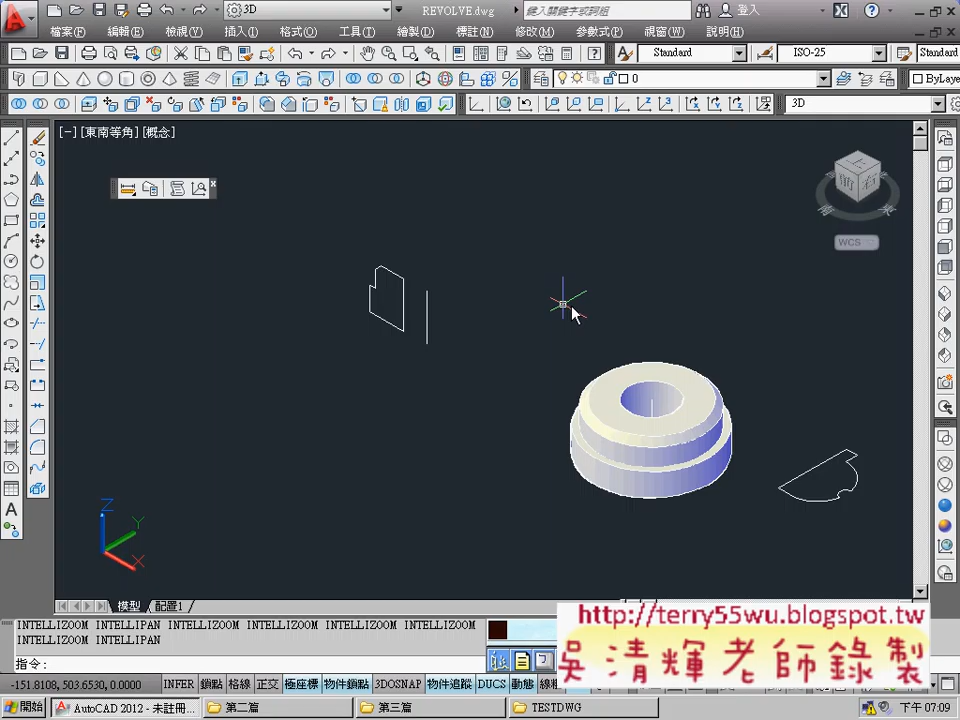 3D
REVOLVE.dwg
鍵入關鍵字或詞組
登入
檔案(F)
編輯(E)
檢視(V)
插入(I)
格式(O)
工具(T)
繪製(D)
標註(N)
修改(M)
參數式(P)
視窗(W)
說明(H)
Standard
ISO-25
Standard
0
ByLaye
3D
[−][東南等角][概念]
上
前
右
南
東
WCS
Z
Y
X
模型
配置1
INTELLIZOOM INTELLIPAN INTELLIZOOM INTELLIPAN INTELLIZOOM INTELLIZOOM
INTELLIZOOM INTELLIPAN
指令:
http://terry55wu.blogspot.tw
吳清輝老師錄製
-151.8108, 503.6530, 0.0000
INFER
鎖點
格線
正交
極座標
物件鎖點
3DOSNAP
物件追蹤
DUCS
動態
開始
AutoCAD 2012 - 未註冊...
第二篇
第三篇
TESTDWG
下午 07:09